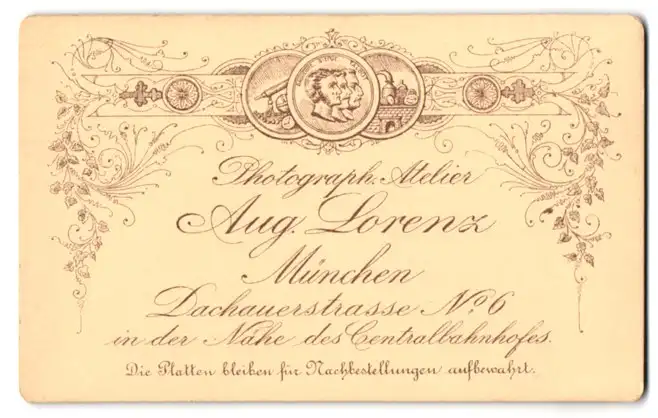 Photograph. Atelier
Aug. Lorenz
München
Dachauerstrasse No 6
in der Nähe des Centralbahnhofes.
Die Platten bleiben für Nachbestellungen aufbewahrt.